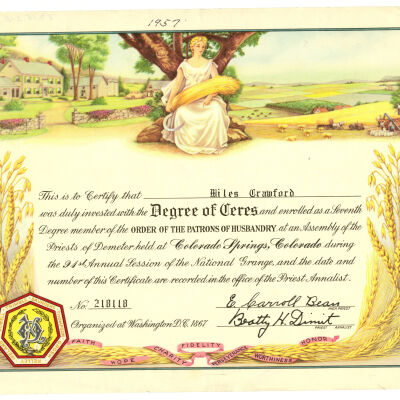 1957
This is to Certify that Miles Crawford
was duly invested with the Degree of Ceres and enrolled as a Seventh
Degree member of the ORDER OF THE PATRONS OF HUSBANDRY at an Assembly of the
Priests of Demeter held at Colorado Springs, Colorado during
the 91st Annual Session of the National Grange, and the date and
number of this Certificate are recorded in the office of the Priest Annalist.
No. 218118 E. Carroll Bean
HIGH PRIEST
Organized at Washington D.C. 1867 Beatty H. Dimit
PRIEST ANNALIST
FAITH HOPE CHARITY FIDELITY PERSEVERANCE WORTHINESS HONOR